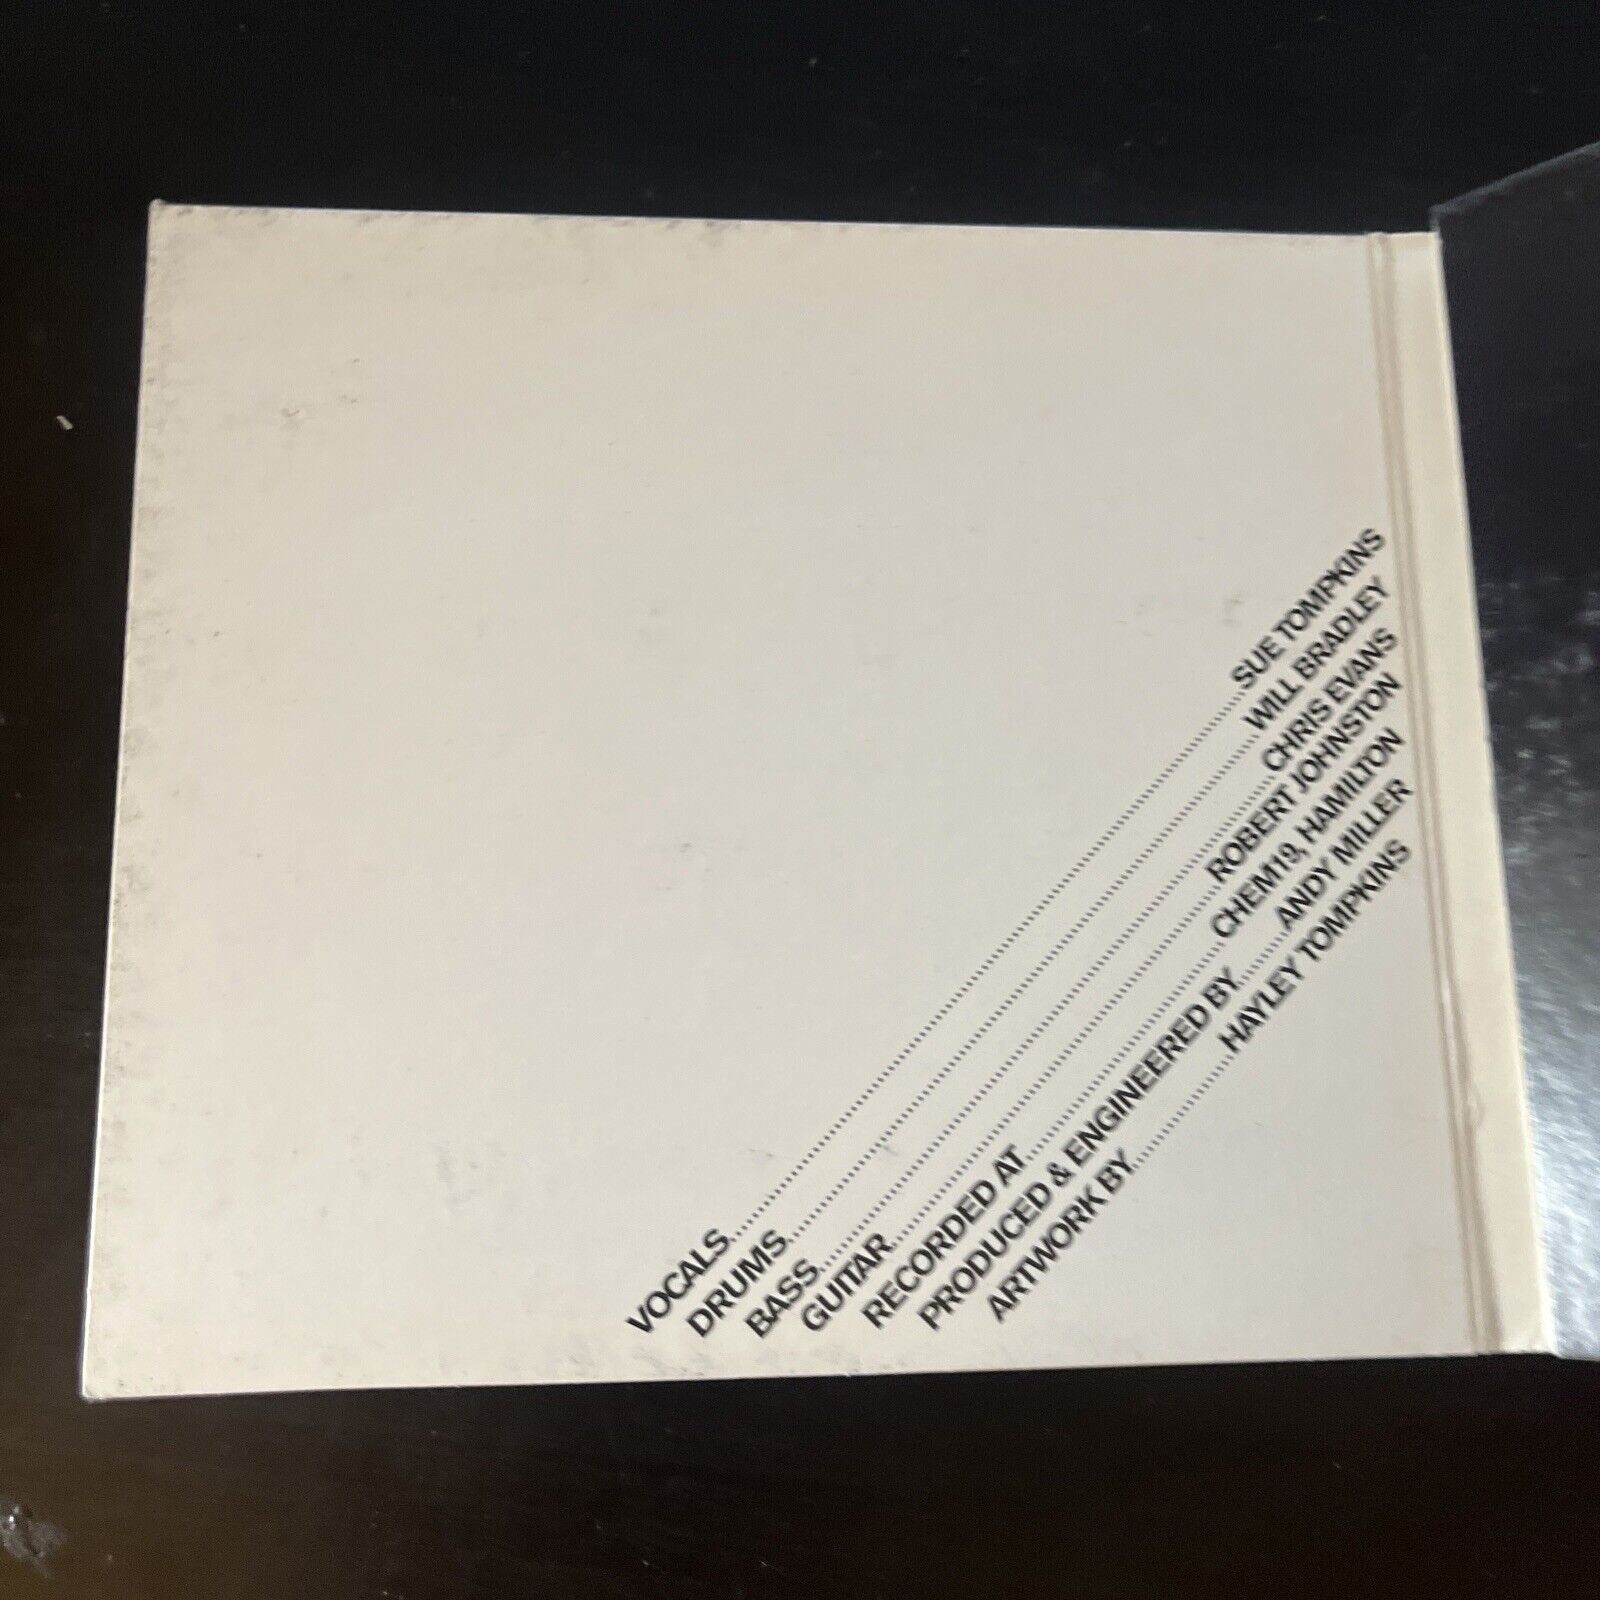 VOCALS..........SUE TOMPKINS
DRUMS..........WILL BRADLEY
BASS..........CHRIS EVANS
GUITAR..........ROBERT JOHNSTON
RECORDED AT..........CHEM19, HAMILTON
PRODUCED & ENGINEERED BY..........ANDY MILLER
ARTWORK BY..........HAYLEY TOMPKINS